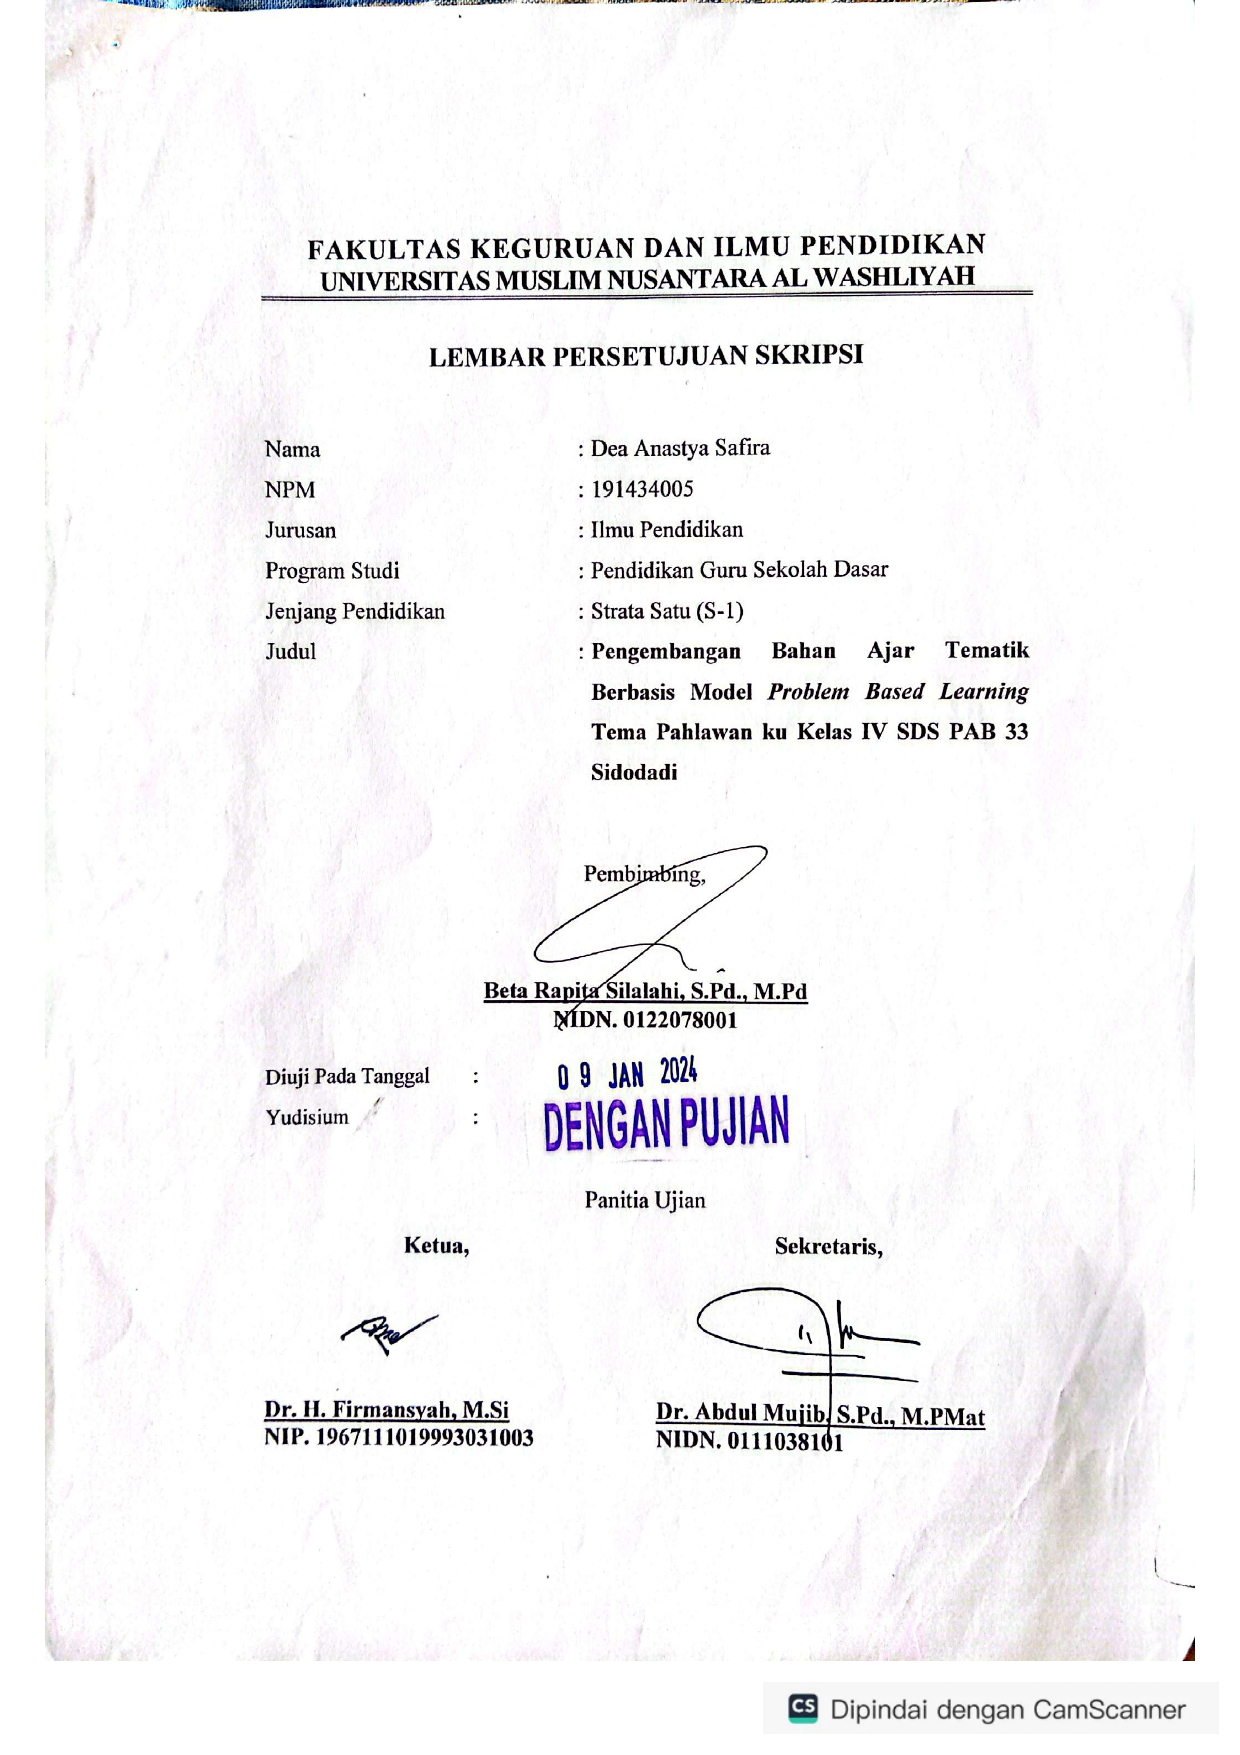 FAKULTAS KEGURUAN DAN ILMU PENDIDIKAN
UNIVERSITAS MUSLIM NUSANTARA AL WASHLIYAH
LEMBAR PERSETUJUAN SKRIPSI
Nama : Dea Anastya Safira
NPM : 191434005
Jurusan : Ilmu Pendidikan
Program Studi : Pendidikan Guru Sekolah Dasar
Jenjang Pendidikan : Strata Satu (S-1)
Judul : Pengembangan Bahan Ajar Tematik
Berbasis Model Problem Based Learning
Tema Pahlawan ku Kelas IV SDS PAB 33
Sidodadi
Pembimbing,
Beta Rapita Silalahi, S.Pd., M.Pd
NIDN. 0122078001
Diuji Pada Tanggal : 09 JAN 2024
Yudisium : DENGAN PUJIAN
Panitia Ujian
Ketua, Sekretaris,
Dr. H. Firmansyah, M.Si Dr. Abdul Mujib, S.Pd., M.PMat
NIP. 1967111019993031003 NIDN. 0111038101
CS Dipindai dengan CamScanner